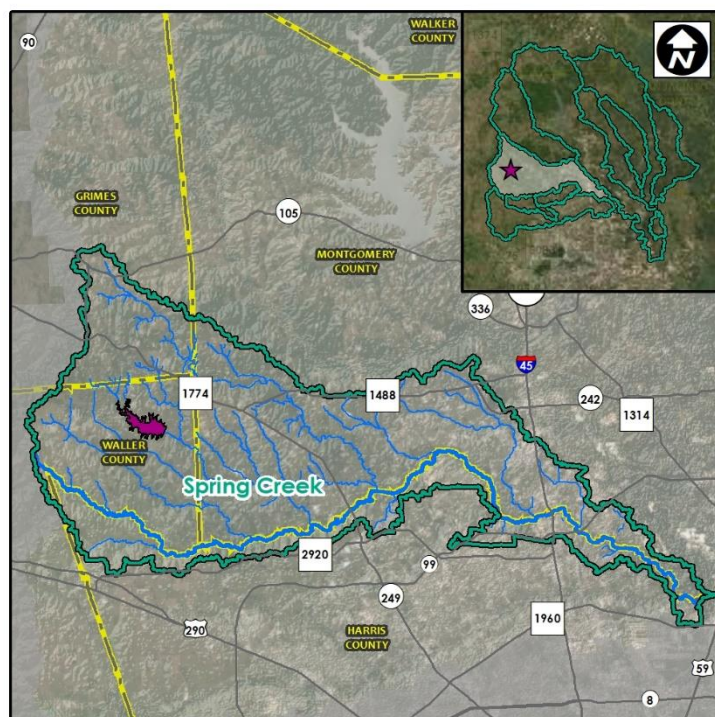 WALKER
COUNTY
N
90
GRIMES
COUNTY
105
MONTGOMERY
COUNTY
336
45
1774
1488
242
1314
WALLER
COUNTY
Spring Creek
2920
99
249
290
HARRIS
COUNTY
1960
59
8